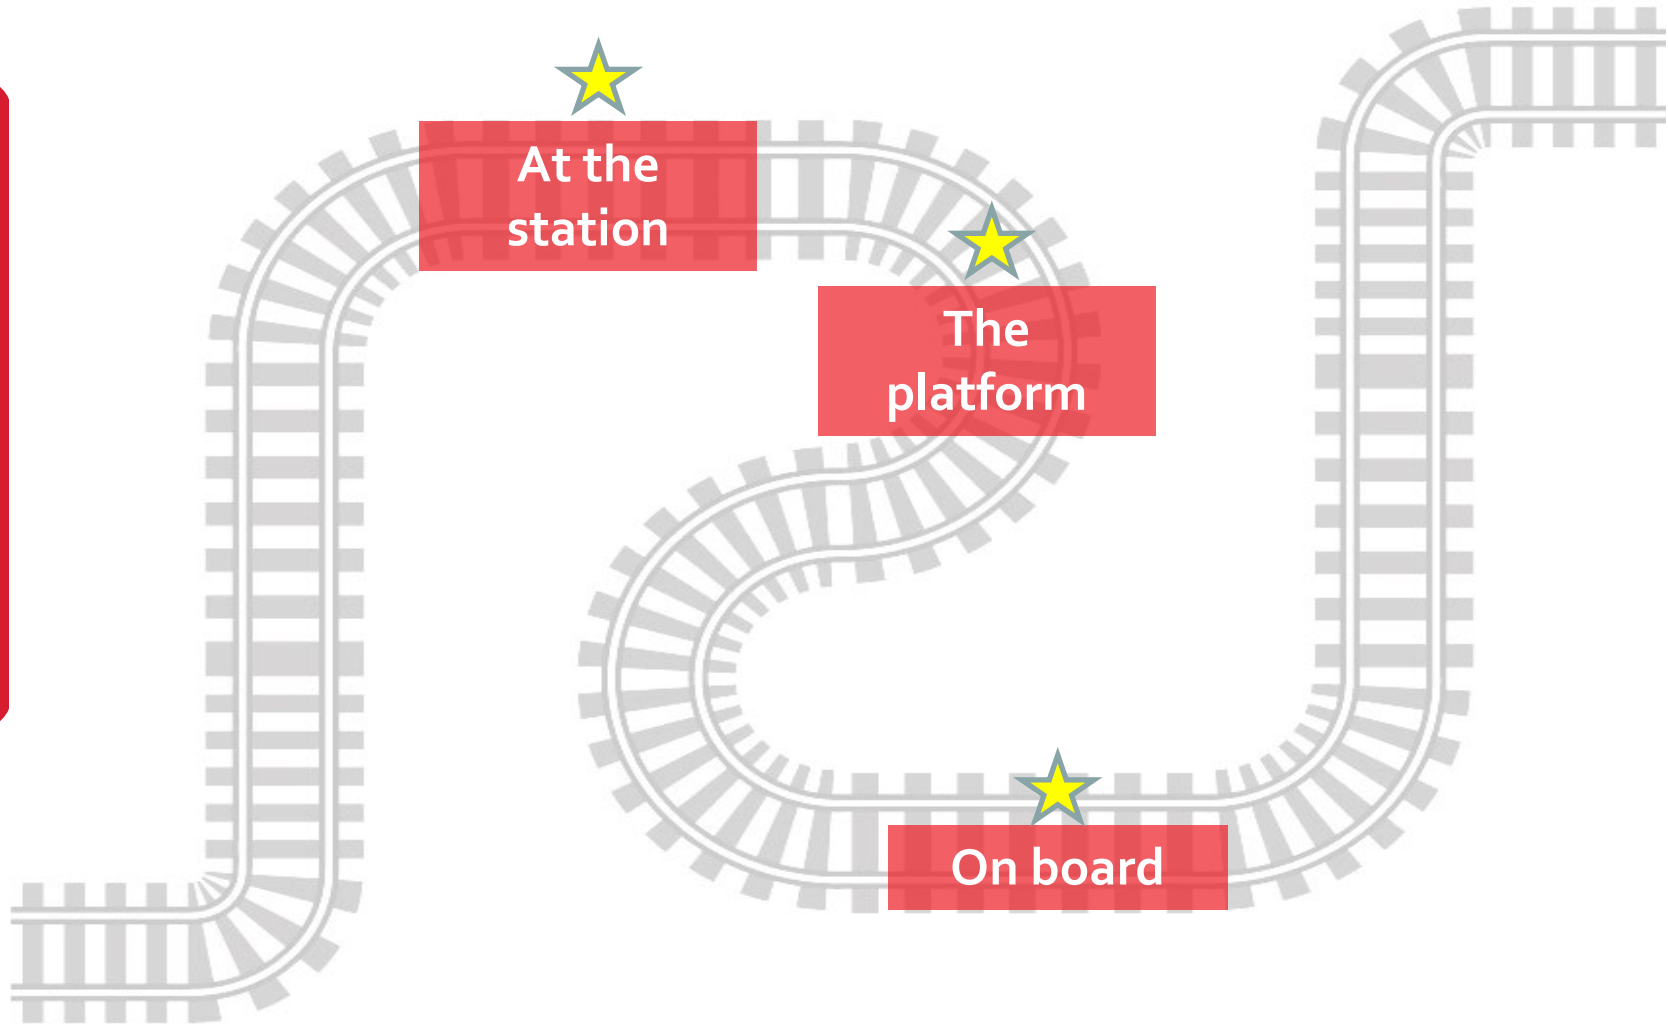 At the
station
The
platform
On board